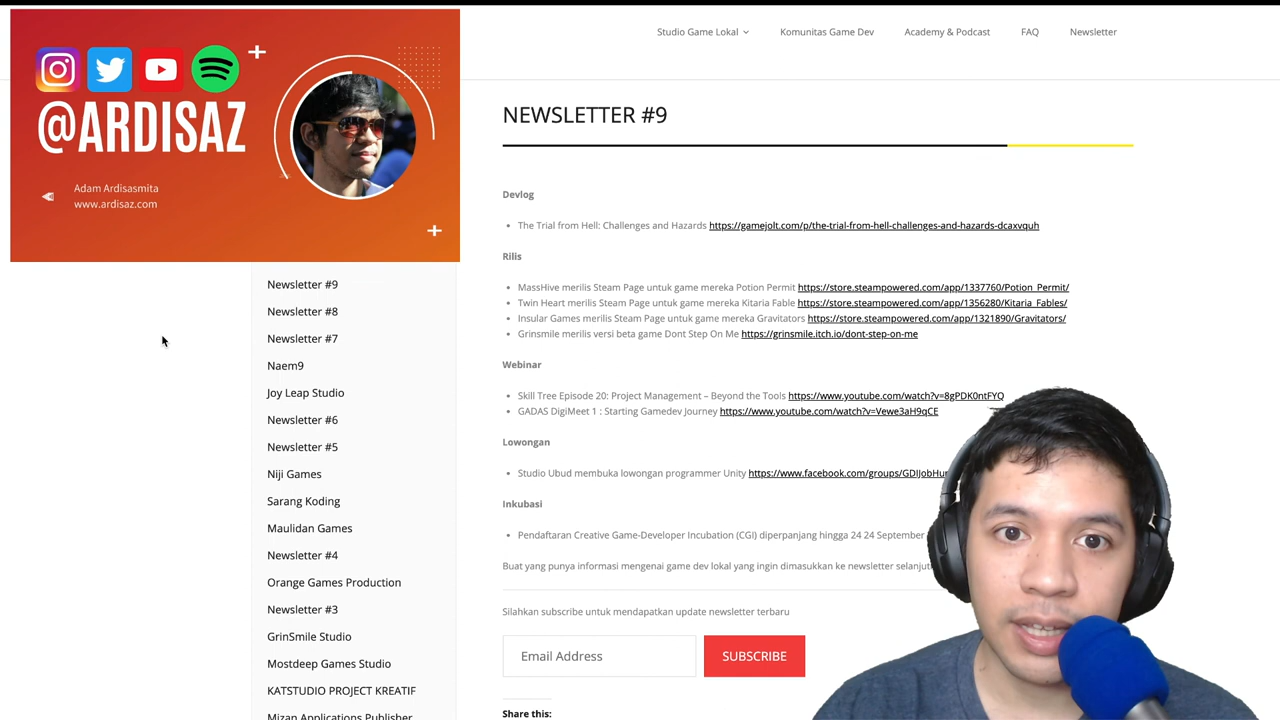 @ARDISAZ
Adam Ardisasmita
www.ardisaz.com
Studio Game Lokal
Komunitas Game Dev
Academy & Podcast
FAQ
Newsletter
NEWSLETTER #9
Devlog
The Trial from Hell: Challenges and Hazards https://gamejolt.com/p/the-trial-from-hell-challenges-and-hazards-dcaxvquh
Rilis
MassHive merilis Steam Page untuk game mereka Potion Permit https://store.steampowered.com/app/1337760/Potion_Permit/
Twin Heart merilis Steam Page untuk game mereka Kitaria Fable https://store.steampowered.com/app/1356280/Kitaria_Fables/
Insular Games merilis Steam Page untuk game mereka Gravitators https://store.steampowered.com/app/1321890/Gravitators/
Grinsmile merilis versi beta game Dont Step On Me https://grinsmile.itch.io/dont-step-on-me
Webinar
Skill Tree Episode 20: Project Management – Beyond the Tools https://www.youtube.com/watch?v=8gPDK0ntFYQ
GADAS DigiMeet 1 : Starting Gamedev Journey https://www.youtube.com/watch?v=Vewe3aH9qCE
Lowongan
Studio Ubud membuka lowongan programmer Unity https://www.facebook.com/groups/GDIJobHu
Inkubasi
Pendaftaran Creative Game-Developer Incubation (CGI) diperpanjang hingga 24 24 September
Buat yang punya informasi mengenai game dev lokal yang ingin dimasukkan ke newsletter selanjut
Silahkan subscribe untuk mendapatkan update newsletter terbaru
Email Address
SUBSCRIBE
Share this:
Newsletter #9
Newsletter #8
Newsletter #7
Naem9
Joy Leap Studio
Newsletter #6
Newsletter #5
Niji Games
Sarang Koding
Maulidan Games
Newsletter #4
Orange Games Production
Newsletter #3
GrinSmile Studio
Mostdeep Games Studio
KATSTUDIO PROJECT KREATIF
Mizan Applications Publisher